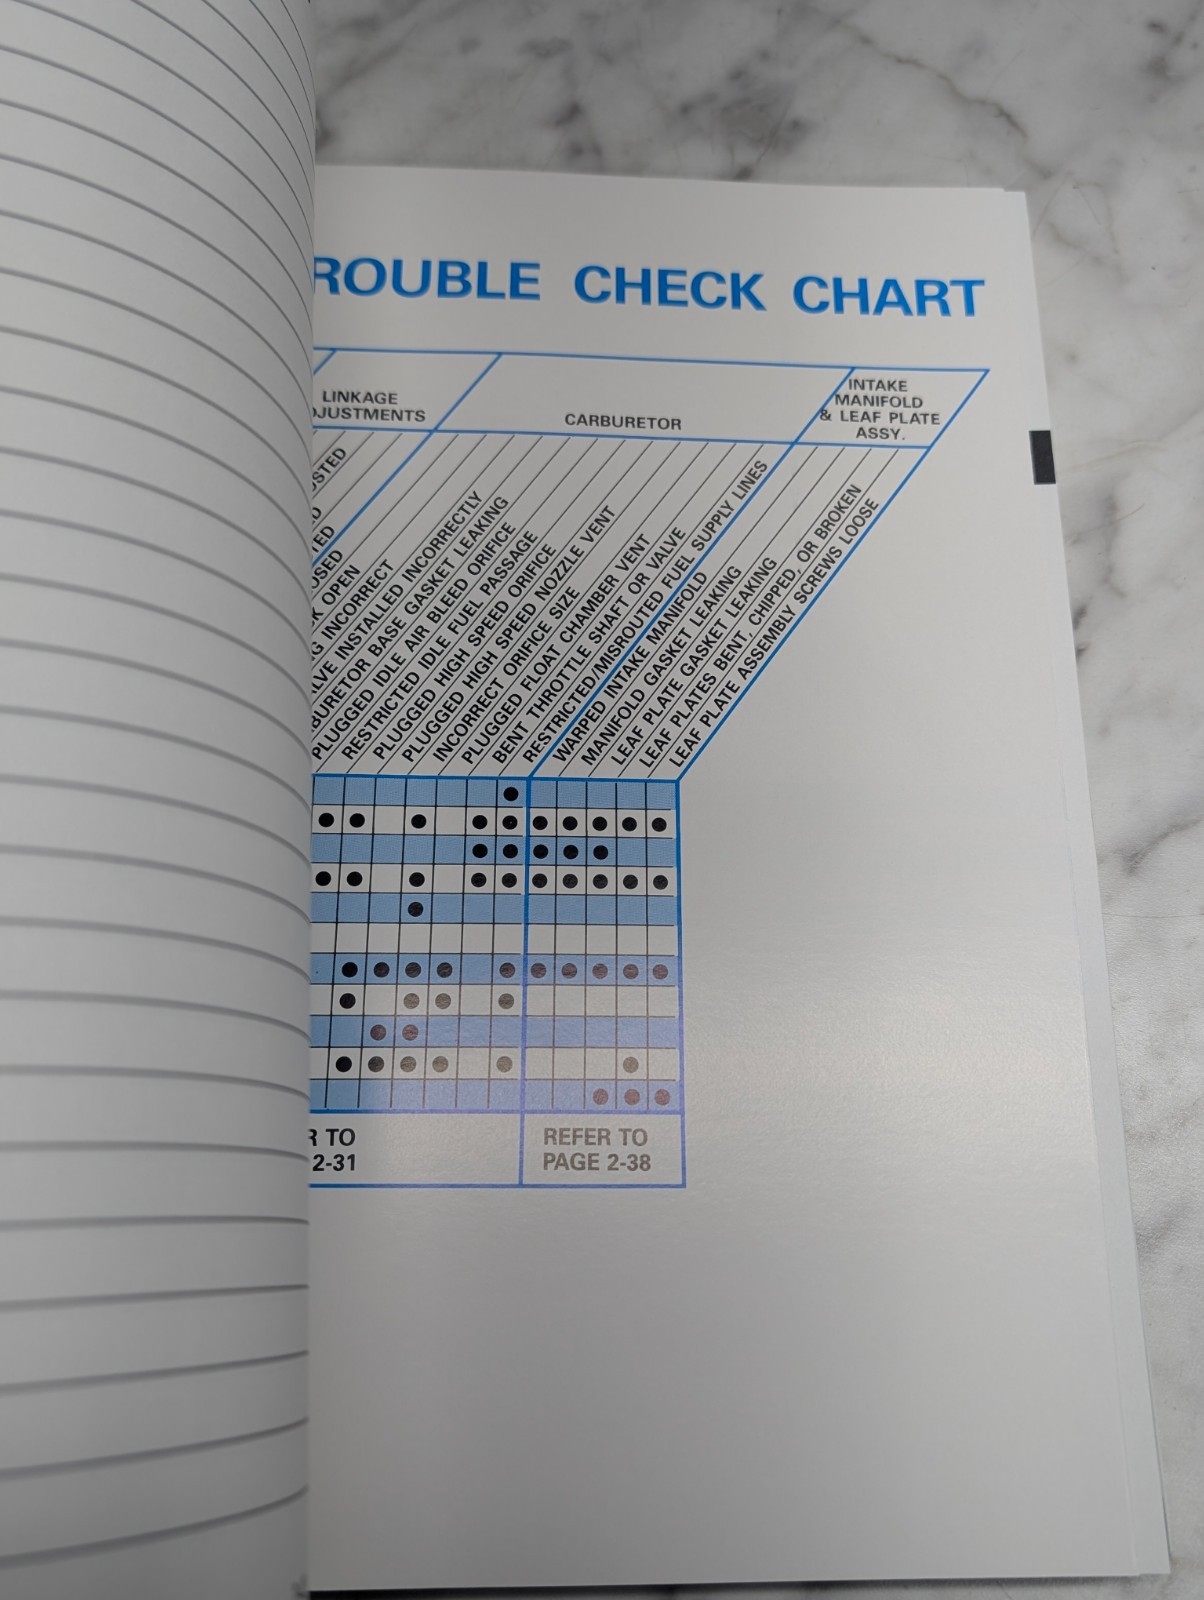 ROUBLE CHECK CHART
LINKAGE
DJUSTMENTS
CARBURETOR
INTAKE
MANIFOLD
& LEAF PLATE
ASSY.
STED
ED
TED
OSED
K OPEN
G INCORRECT
LVE INSTALLED INCORRECTLY
BURETOR BASE GASKET LEAKING
PLUGGED IDLE AIR BLEED ORIFICE
RESTRICTED IDLE FUEL PASSAGE
PLUGGED HIGH SPEED ORIFICE
PLUGGED HIGH SPEED NOZZLE VENT
INCORRECT ORIFICE SIZE
PLUGGED FLOAT CHAMBER VENT
BENT THROTTLE SHAFT OR VALVE
RESTRICTED/MISROUTED FUEL SUPPLY LINES
WARPED INTAKE MANIFOLD
MANIFOLD GASKET LEAKING
LEAF PLATE GASKET LEAKING
LEAF PLATES BENT, CHIPPED, OR BROKEN
LEAF PLATE ASSEMBLY SCREWS LOOSE
R TO
2-31
REFER TO
PAGE 2-38